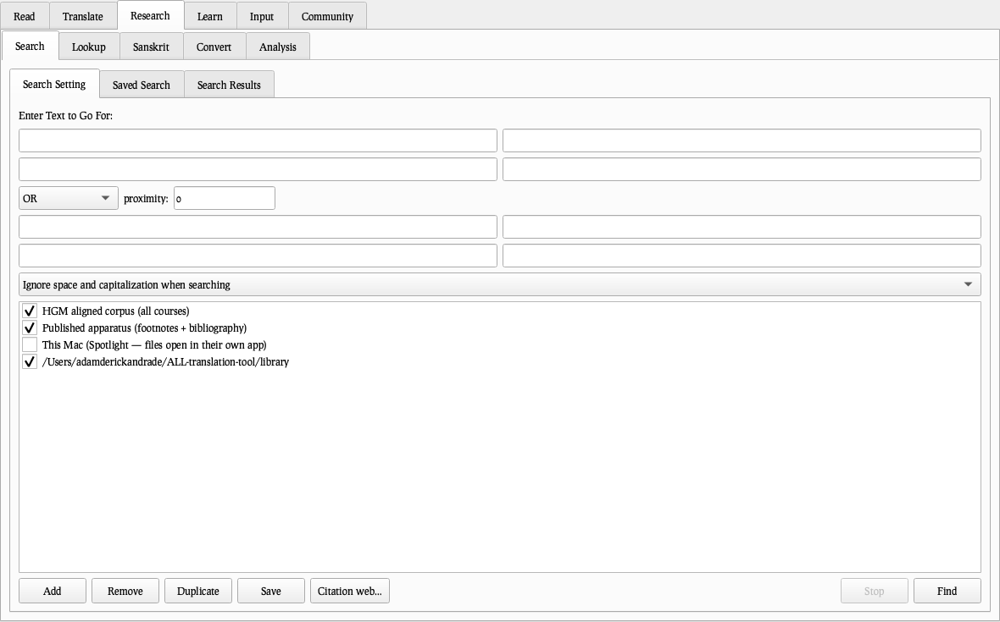 Read Translate Research Learn Input Community
Search Lookup Sanskrit Convert Analysis
Search Setting Saved Search Search Results
Enter Text to Go For:
OR proximity: 0
Ignore space and capitalization when searching
HGM aligned corpus (all courses)
Published apparatus (footnotes + bibliography)
This Mac (Spotlight — files open in their own app)
/Users/adamderickandrade/ALL-translation-tool/library
Add Remove Duplicate Save Citation web... Stop Find